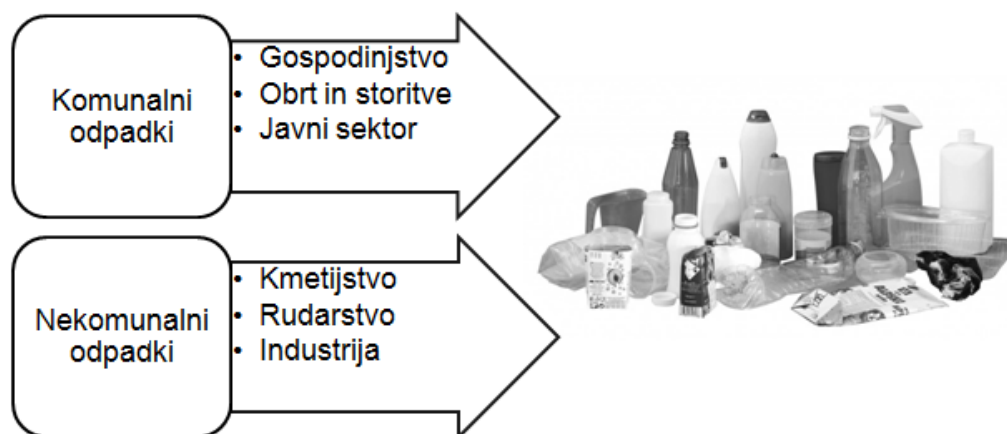 Komunalni
odpadki
• Gospodinjstvo
• Obrt in storitve
• Javni sektor
Nekomunalni
odpadki
• Kmetijstvo
• Rudarstvo
• Industrija